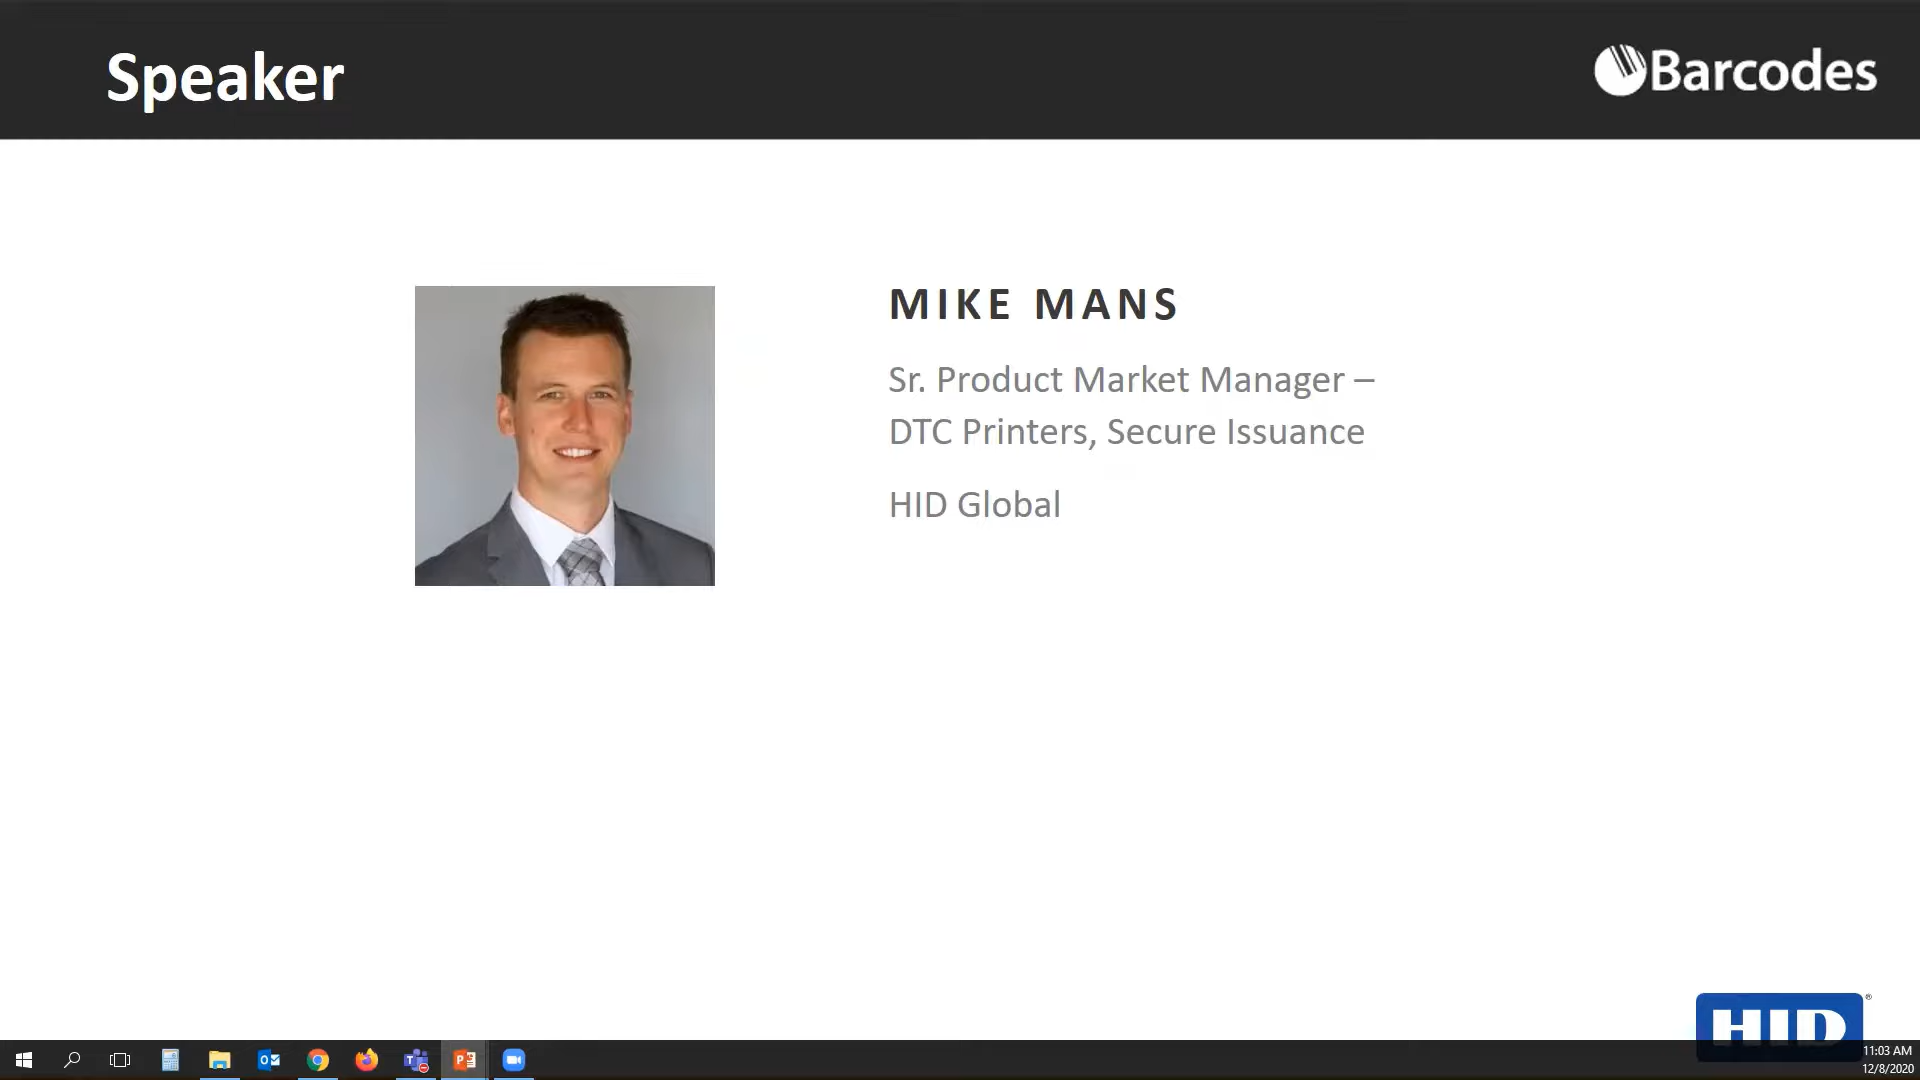 Speaker
Barcodes
MIKE MANS
Sr. Product Market Manager –
DTC Printers, Secure Issuance
HID Global
HID®
11:03 AM
12/8/2020